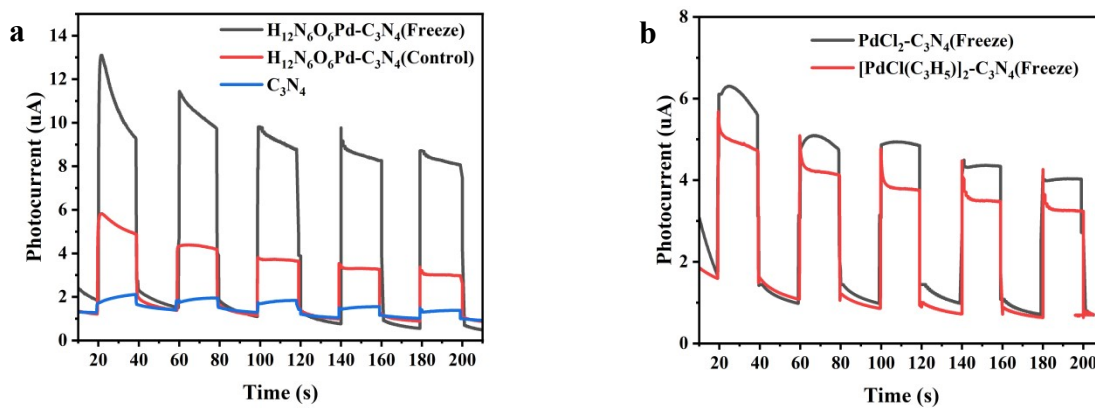 a
H₁₂N₆O₆Pd-C₃N₄(Freeze)
H₁₂N₆O₆Pd-C₃N₄(Control)
C₃N₄
Photocurrent (uA)
14
12
10
8
6
4
2
0
20 40 60 80 100 120 140 160 180 200
Time (s)
b
PdCl₂-C₃N₄(Freeze)
[PdCl(C₃H₅)]₂-C₃N₄(Freeze)
Photocurrent (uA)
8
6
4
2
0
20 40 60 80 100 120 140 160 180 200
Time (s)